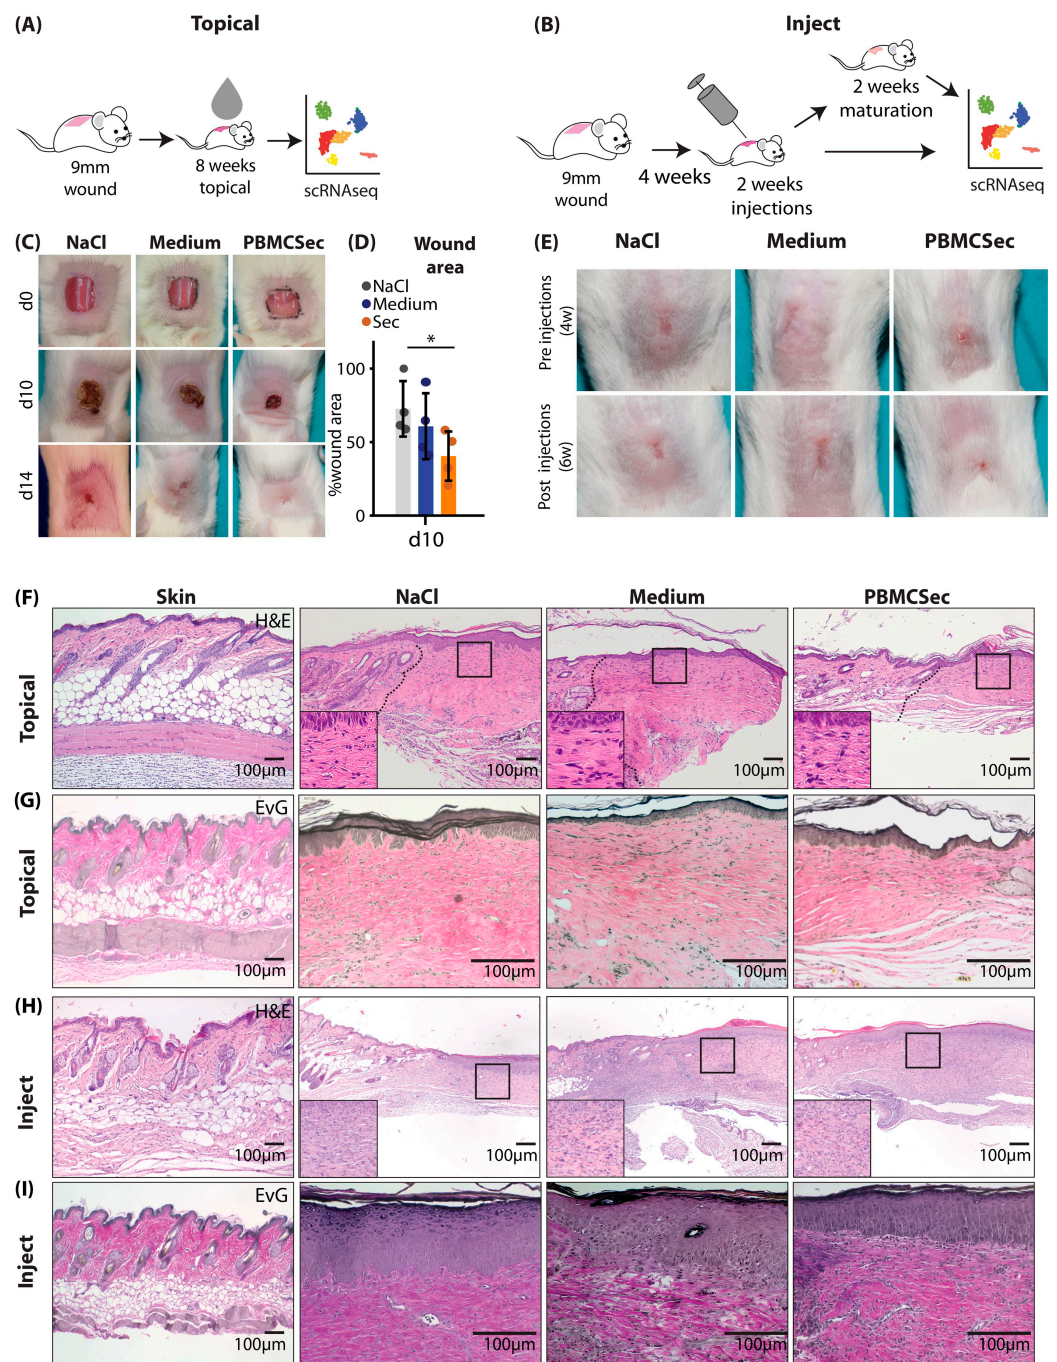 (A) Topical
9mm
wound
8 weeks
topical
scRNAseq
(B) Inject
9mm
wound
4 weeks
2 weeks
injections
2 weeks
maturation
scRNAseq
(C) NaCl Medium PBMCSec
d0
d10
d14
(D) Wound
area
NaCl
Medium
Sec
*
%wound area
100
50
0
d10
(E) NaCl Medium PBMCSec
Pre injections
(4w)
Post injections
(6w)
(F) Skin NaCl Medium PBMCSec
Topical
H&E
100µm 100µm 100µm 100µm
(G)
Topical
EvG
100µm 100µm 100µm 100µm
(H)
Inject
H&E
100µm 100µm 100µm 100µm
(I)
Inject
EvG
100µm 100µm 100µm 100µm